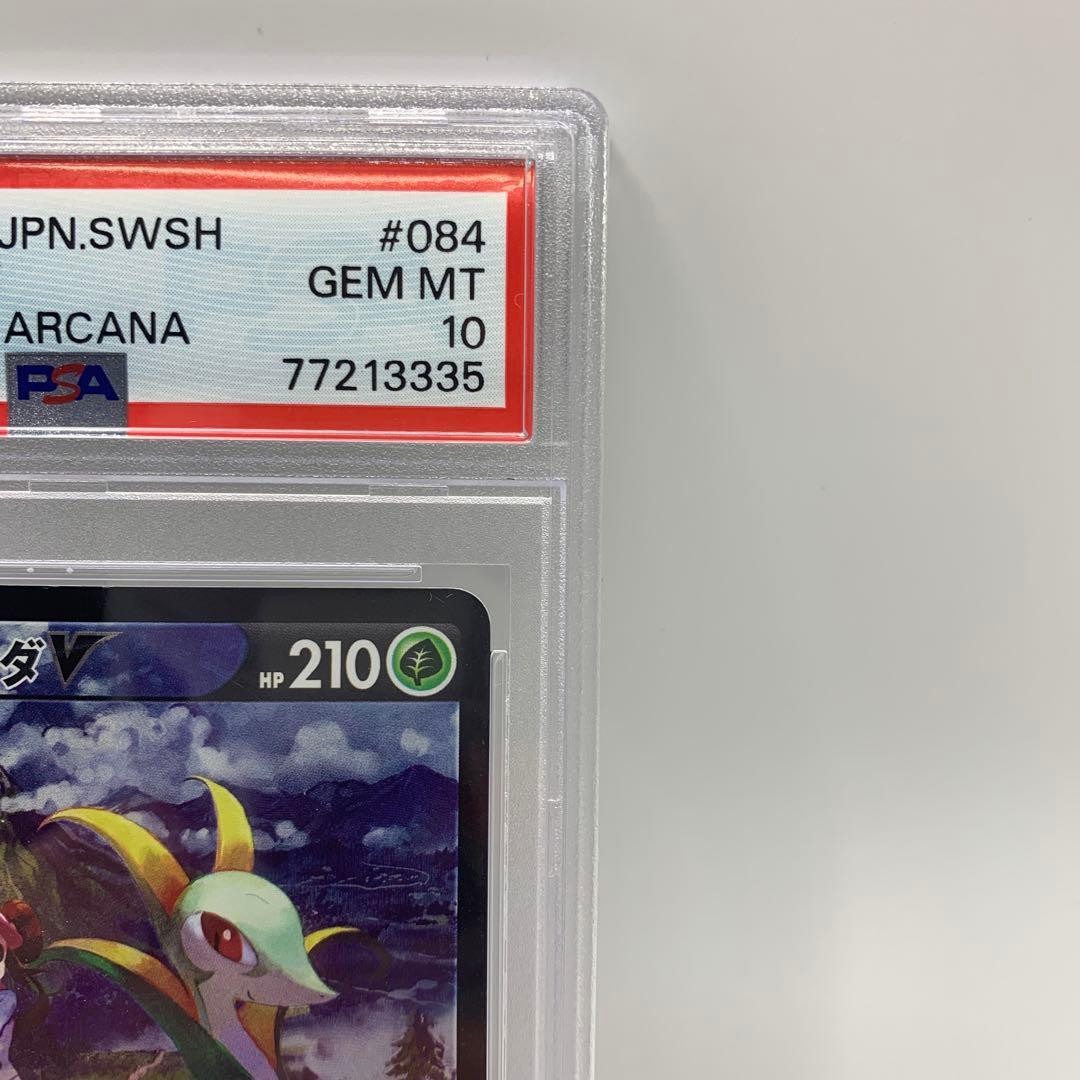 JPN.SWSH #084
GEM MT
ARCANA 10
PSA 77213335
ダV HP 210